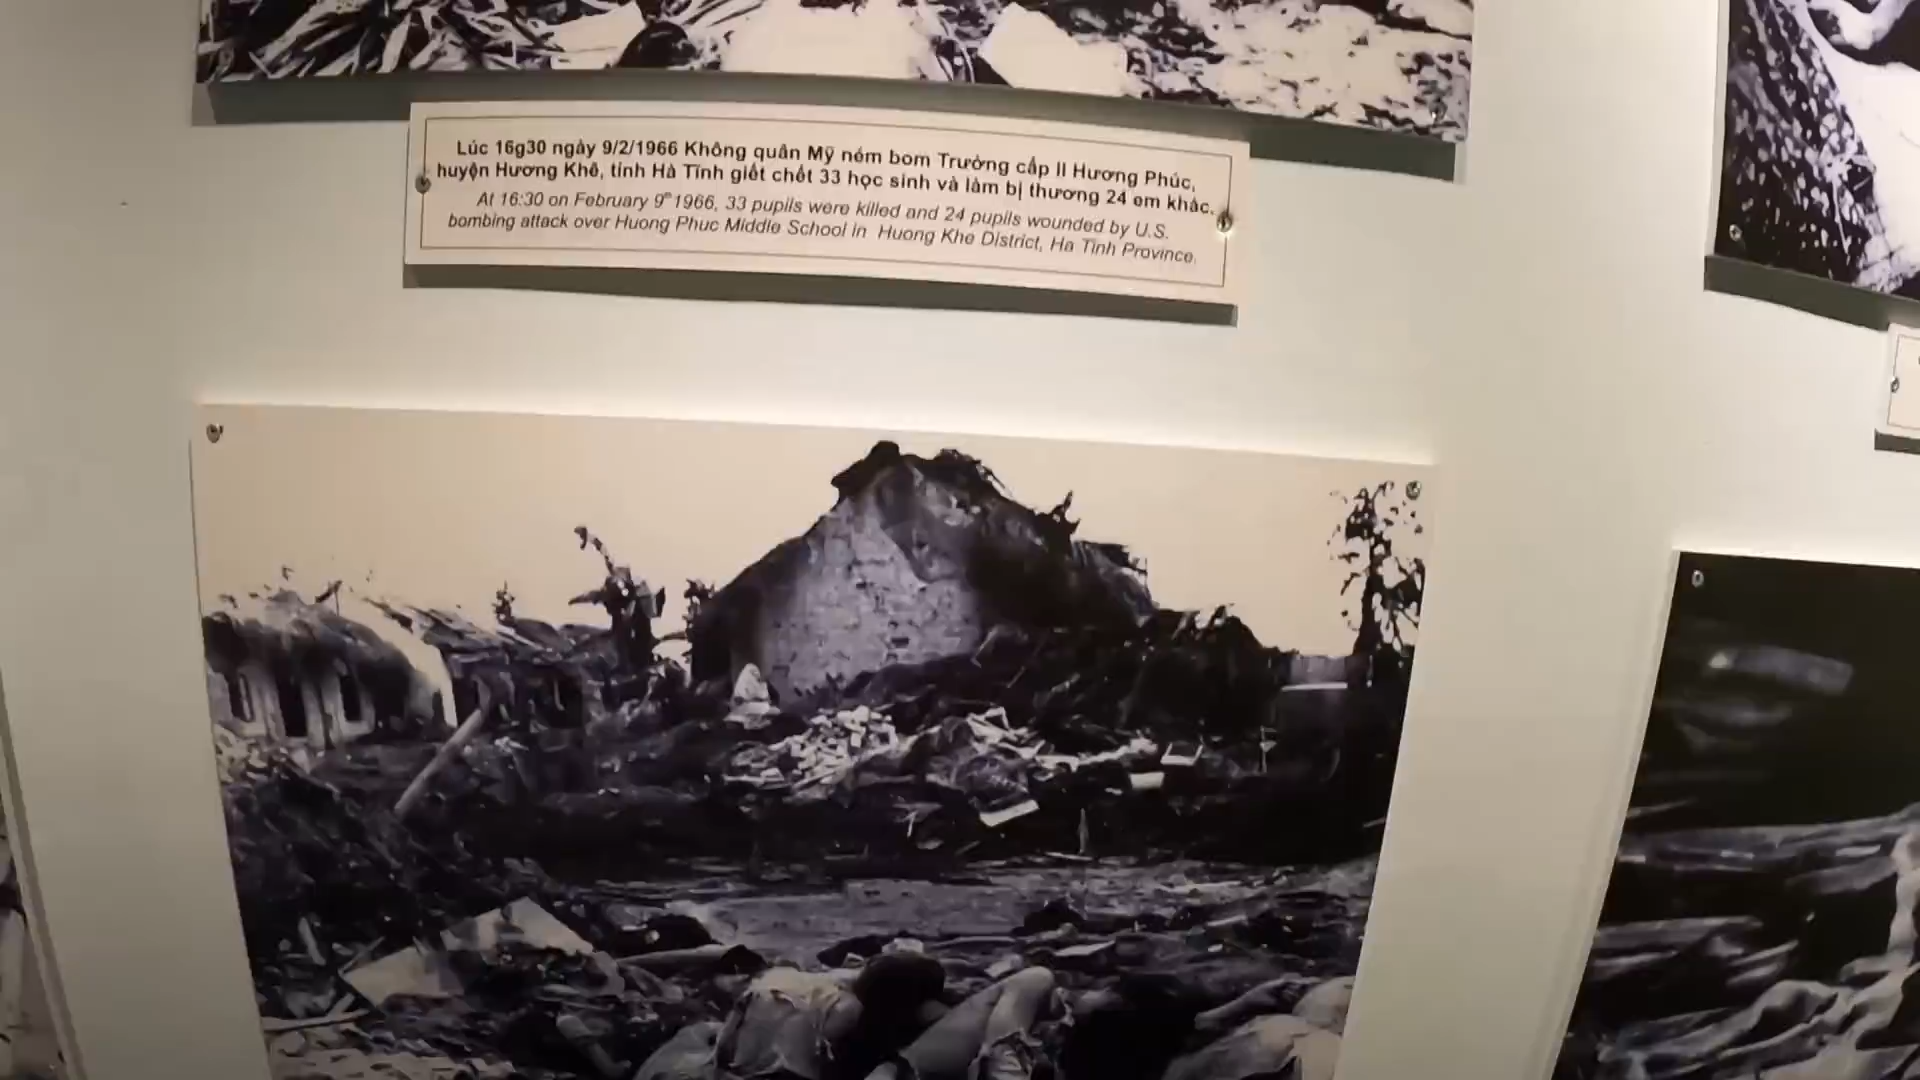 Lúc 16g30 ngày 9/2/1966 Không quân Mỹ ném bom Trường cấp II Hương Phúc,
huyện Hương Khê, tỉnh Hà Tĩnh giết chết 33 học sinh và làm bị thương 24 em khác.
At 16:30 on February 9th 1966, 33 pupils were killed and 24 pupils wounded by U.S.
bombing attack over Huong Phuc Middle School in Huong Khe District, Ha Tinh Province.